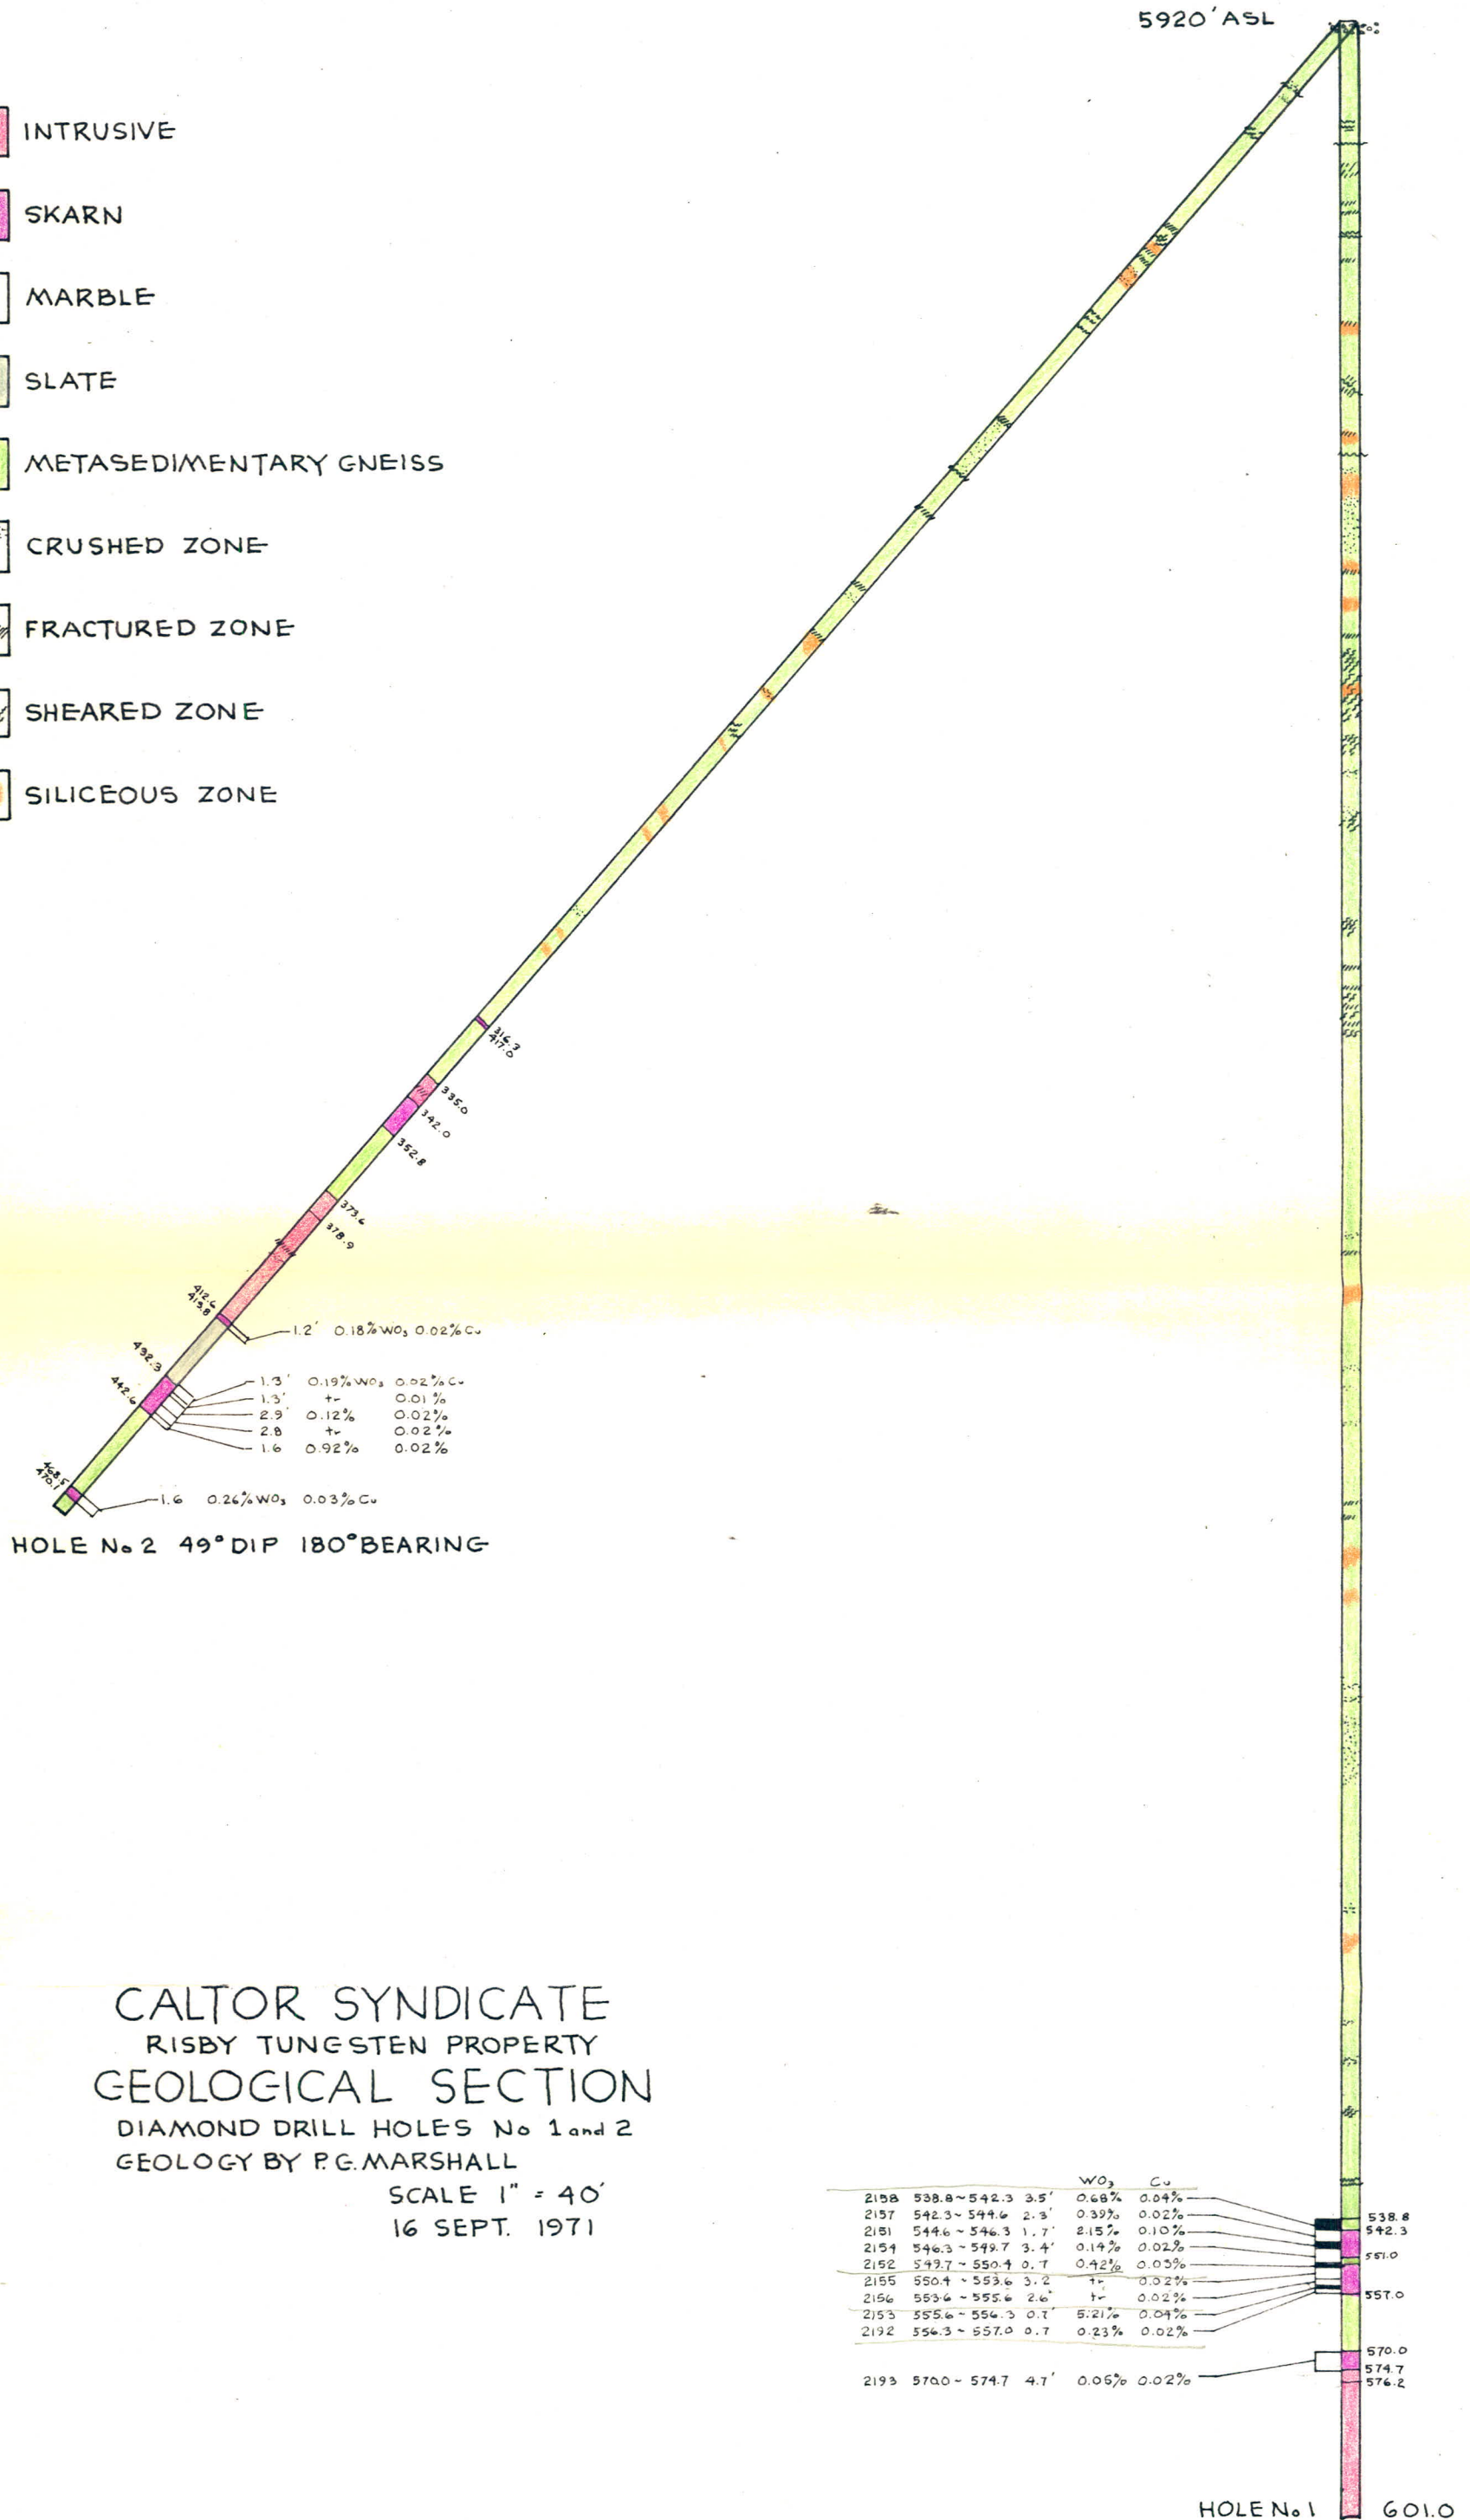 5920' ASL
INTRUSIVE
SKARN
MARBLE
SLATE
METASEDIMENTARY GNEISS
CRUSHED ZONE
FRACTURED ZONE
SHEARED ZONE
SILICEOUS ZONE
316.3
417.0
335.0
342.0
352.8
373.6
378.9
412.6
413.8
1.2' 0.18% WO₃ 0.02% Cu
432.3
442.6
1.3' 0.19% WO₃ 0.02% Cu
1.3' tr 0.01%
2.9' 0.12% 0.02%
2.8 tr 0.02%
1.6 0.92% 0.02%
468.5
470.1
1.6 0.26% WO₃ 0.03% Cu
HOLE No 2 49° DIP 180° BEARING
CALTOR SYNDICATE
RISBY TUNGSTEN PROPERTY
GEOLOGICAL SECTION
DIAMOND DRILL HOLES No 1 and 2
GEOLOGY BY P.G. MARSHALL
SCALE 1" = 40'
16 SEPT. 1971
WO₃ Cu
2158 538.8~542.3 3.5' 0.68% 0.04%
2157 542.3~544.6 2.3' 0.39% 0.02%
2151 544.6~546.3 1.7' 2.15% 0.10%
2154 546.3~549.7 3.4' 0.14% 0.02%
2152 549.7~550.4 0.7 0.42% 0.03%
2155 550.4~553.6 3.2 tr 0.02%
2156 553.6~555.6 2.6' tr 0.02%
2153 555.6~556.3 0.7' 5.21% 0.04%
2192 556.3~557.0 0.7 0.23% 0.02%
2193 570.0~574.7 4.7' 0.05% 0.02%
538.8
542.3
551.0
557.0
570.0
574.7
576.2
HOLE No 1 601.0